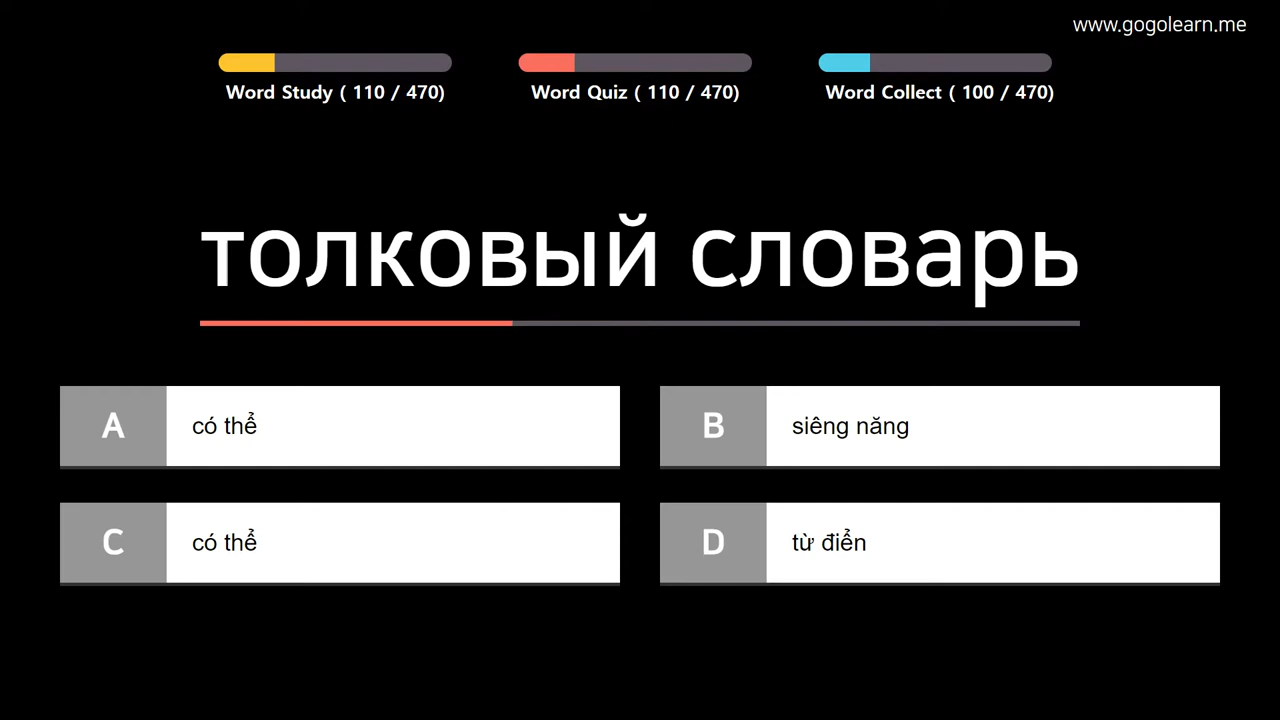 www.gogolearn.me
Word Study ( 110 / 470)
Word Quiz ( 110 / 470)
Word Collect ( 100 / 470)
толковый словарь
A
có thể
B
siêng năng
C
có thể
D
từ điển